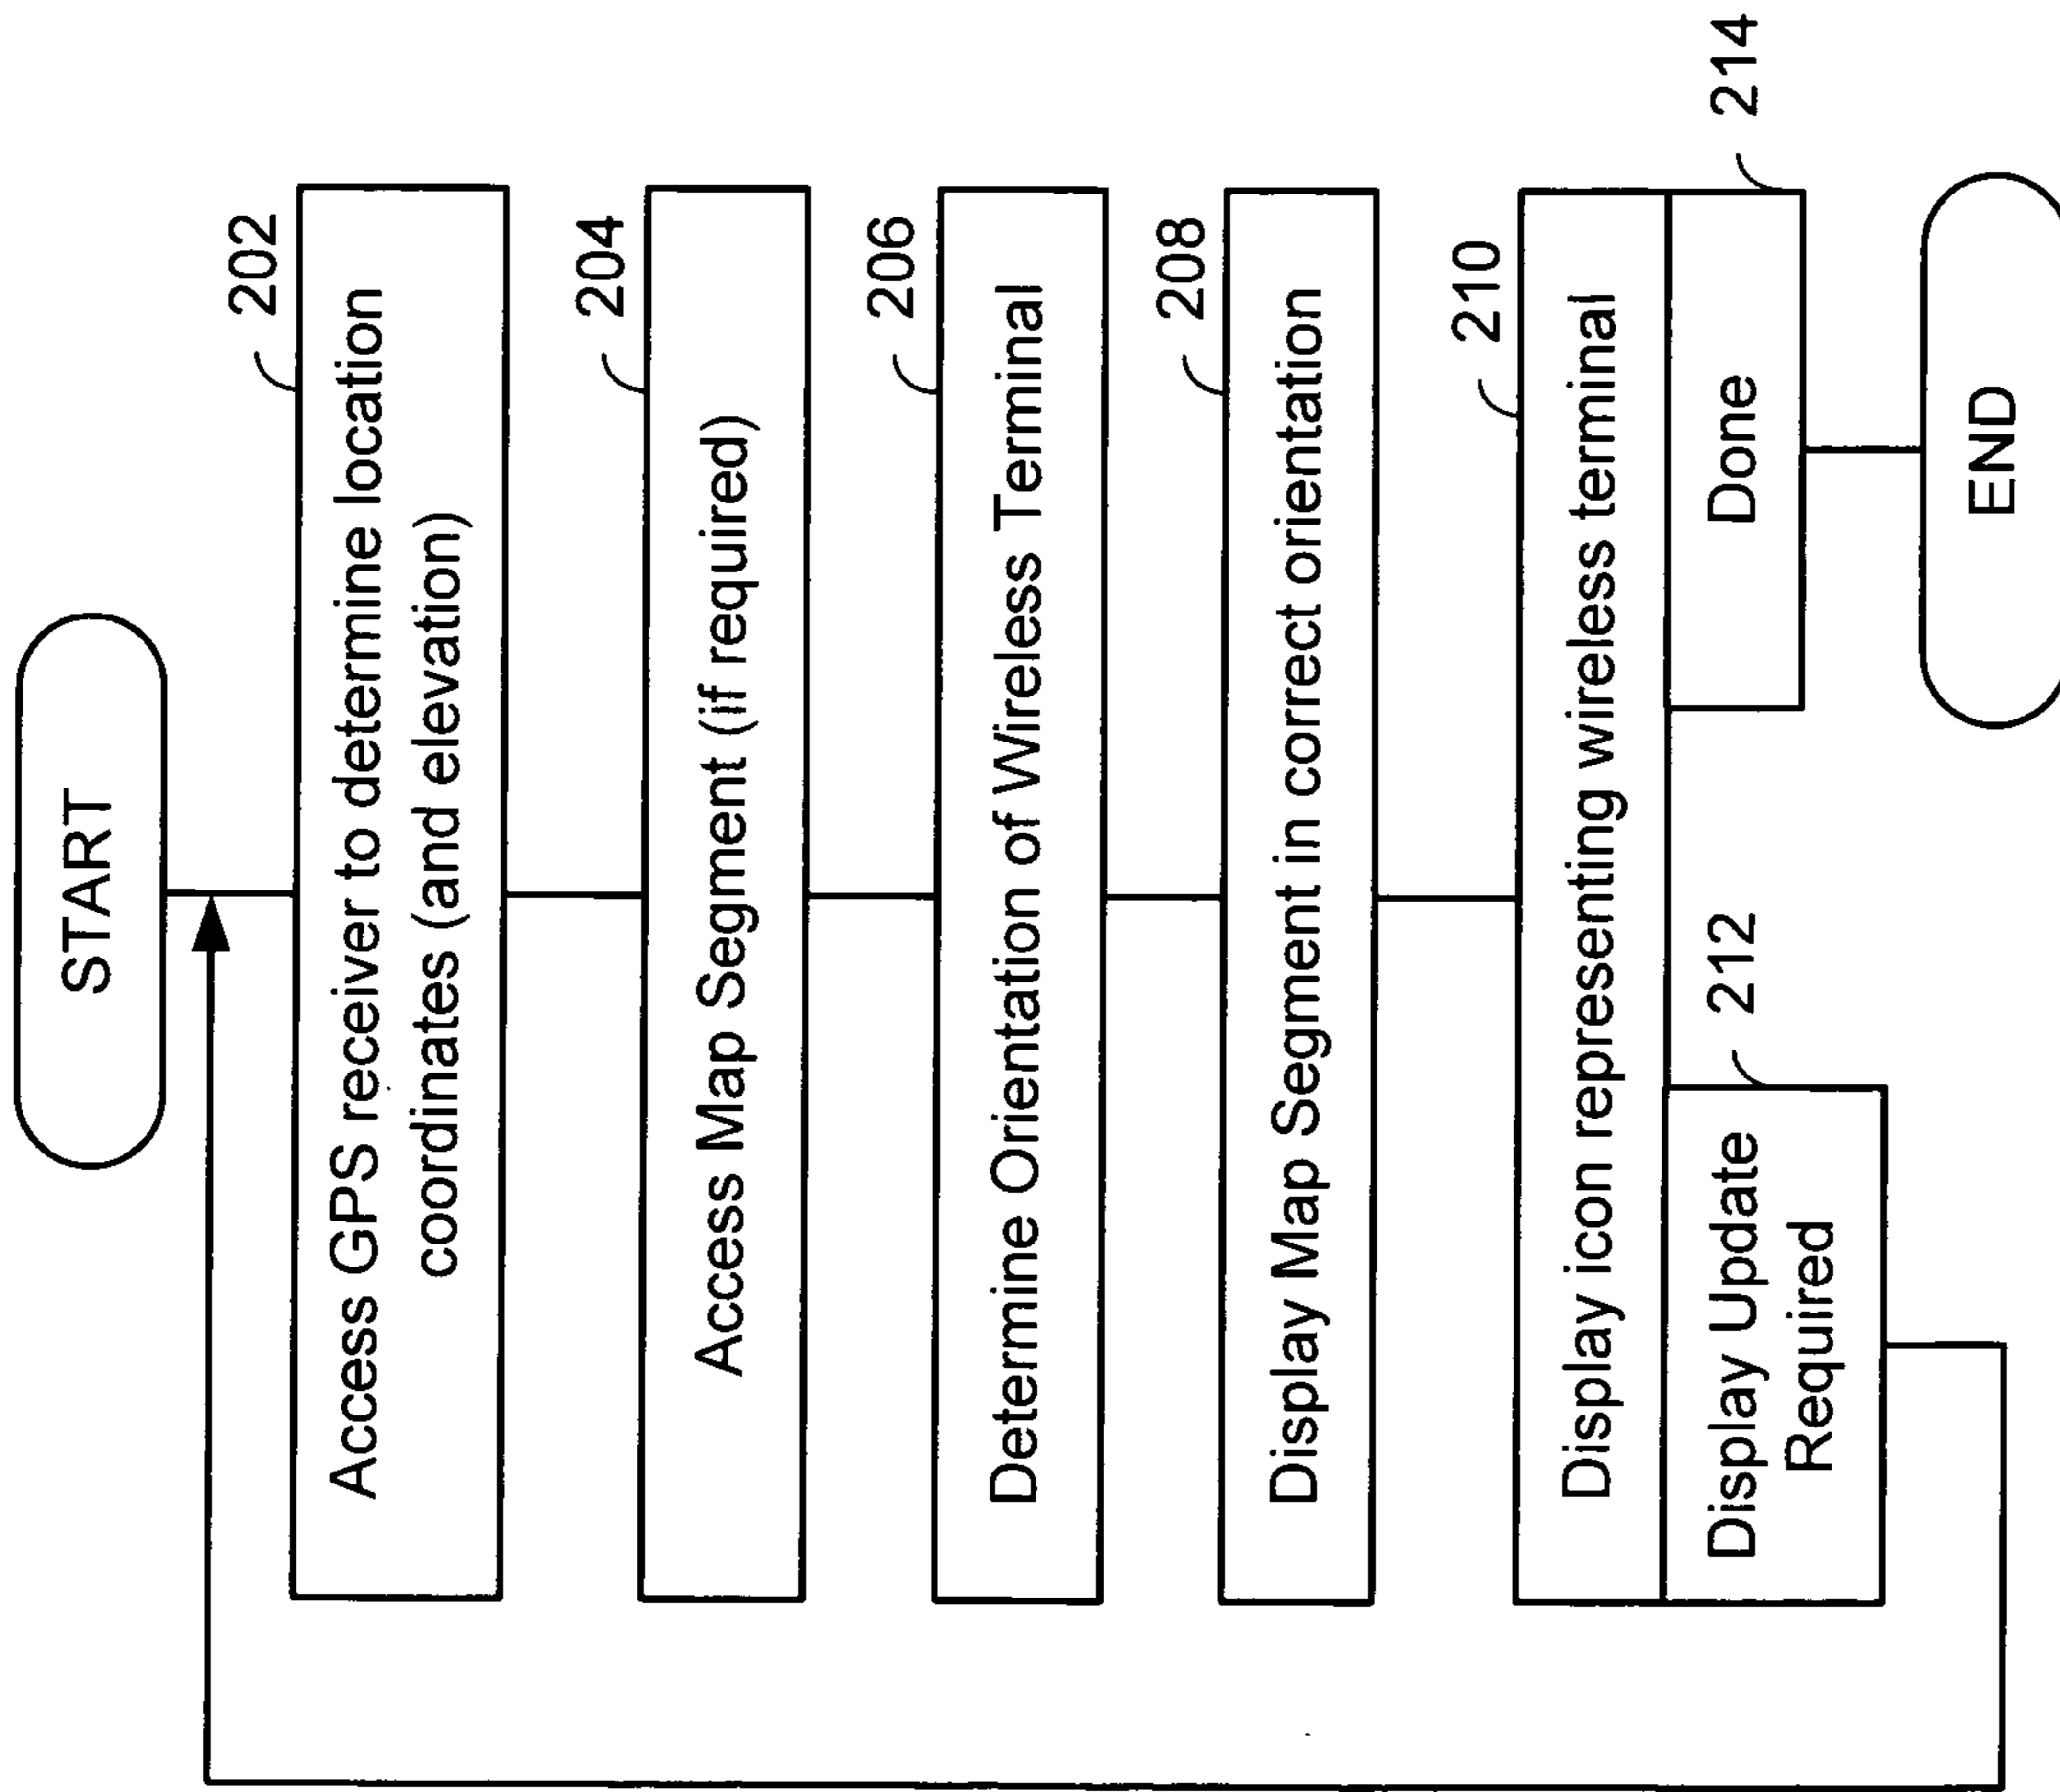 START
202
Access GPS receiver to determine location
coordinates (and elevation)
204
Access Map Segment (if required)
206
Determine Orientation of Wireless Terminal
208
Display Map Segment in correct orientation
210
Display icon representing wireless terminal
212
Display Update
Required
214
Done
END